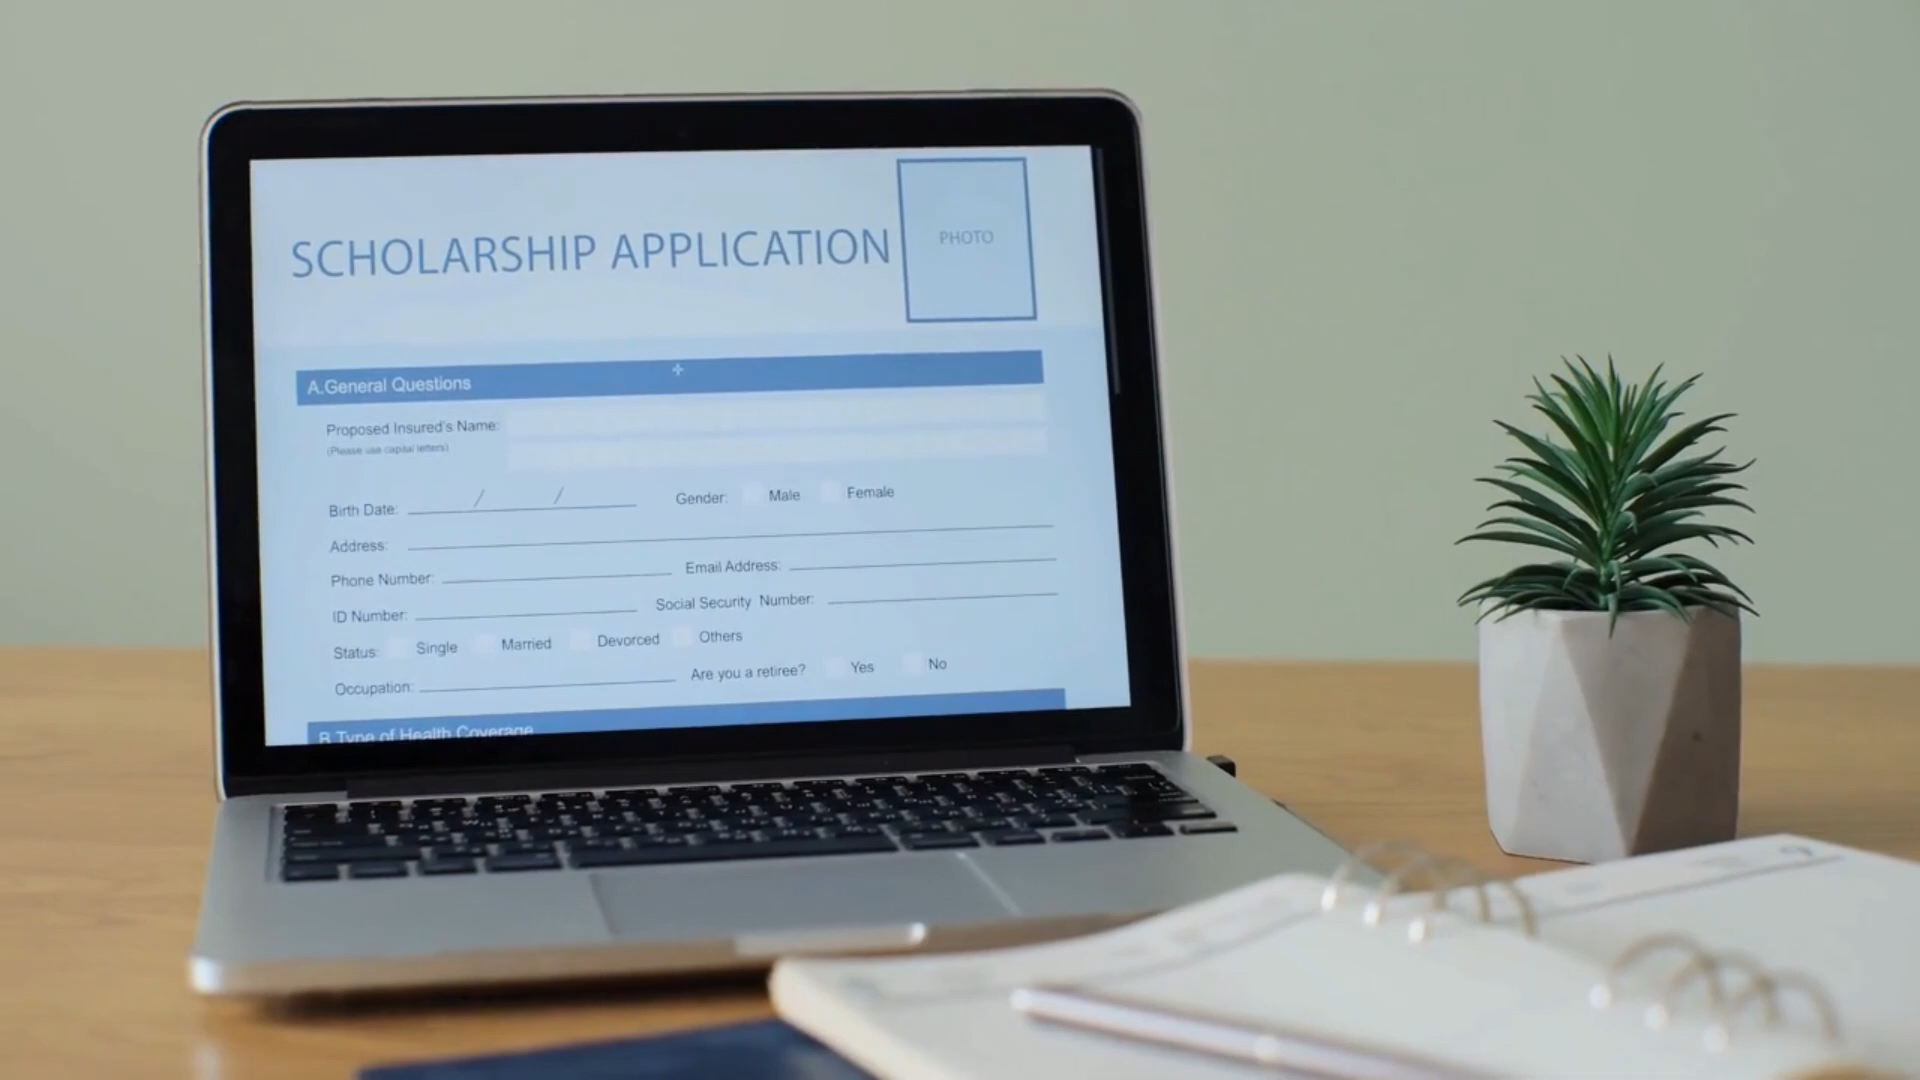 SCHOLARSHIP APPLICATION
PHOTO
A.General Questions
Proposed Insured's Name:
(Please use capital letters)
Birth Date: / / Gender: Male Female
Address:
Phone Number: Email Address:
ID Number: Social Security Number:
Status: Single Married Devorced Others
Occupation: Are you a retiree? Yes No
B.Type of Health Coverage